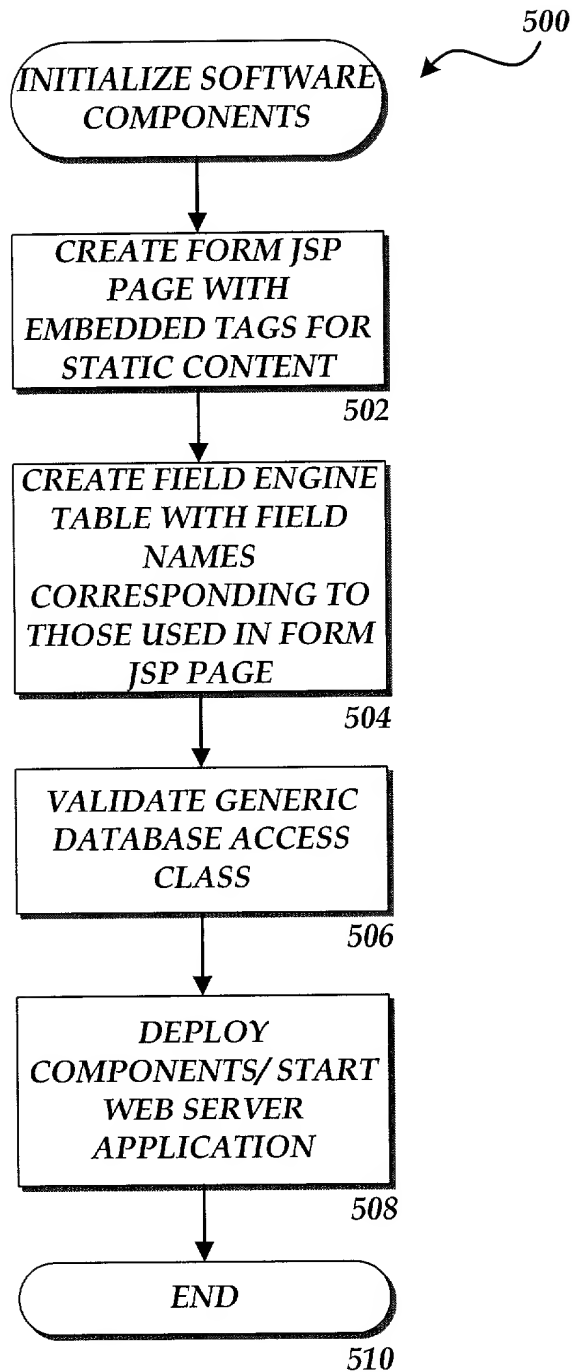 500
INITIALIZE SOFTWARE
COMPONENTS
CREATE FORM JSP
PAGE WITH
EMBEDDED TAGS FOR
STATIC CONTENT
502
CREATE FIELD ENGINE
TABLE WITH FIELD
NAMES
CORRESPONDING TO
THOSE USED IN FORM
JSP PAGE
504
VALIDATE GENERIC
DATABASE ACCESS
CLASS
506
DEPLOY
COMPONENTS/ START
WEB SERVER
APPLICATION
508
END
510